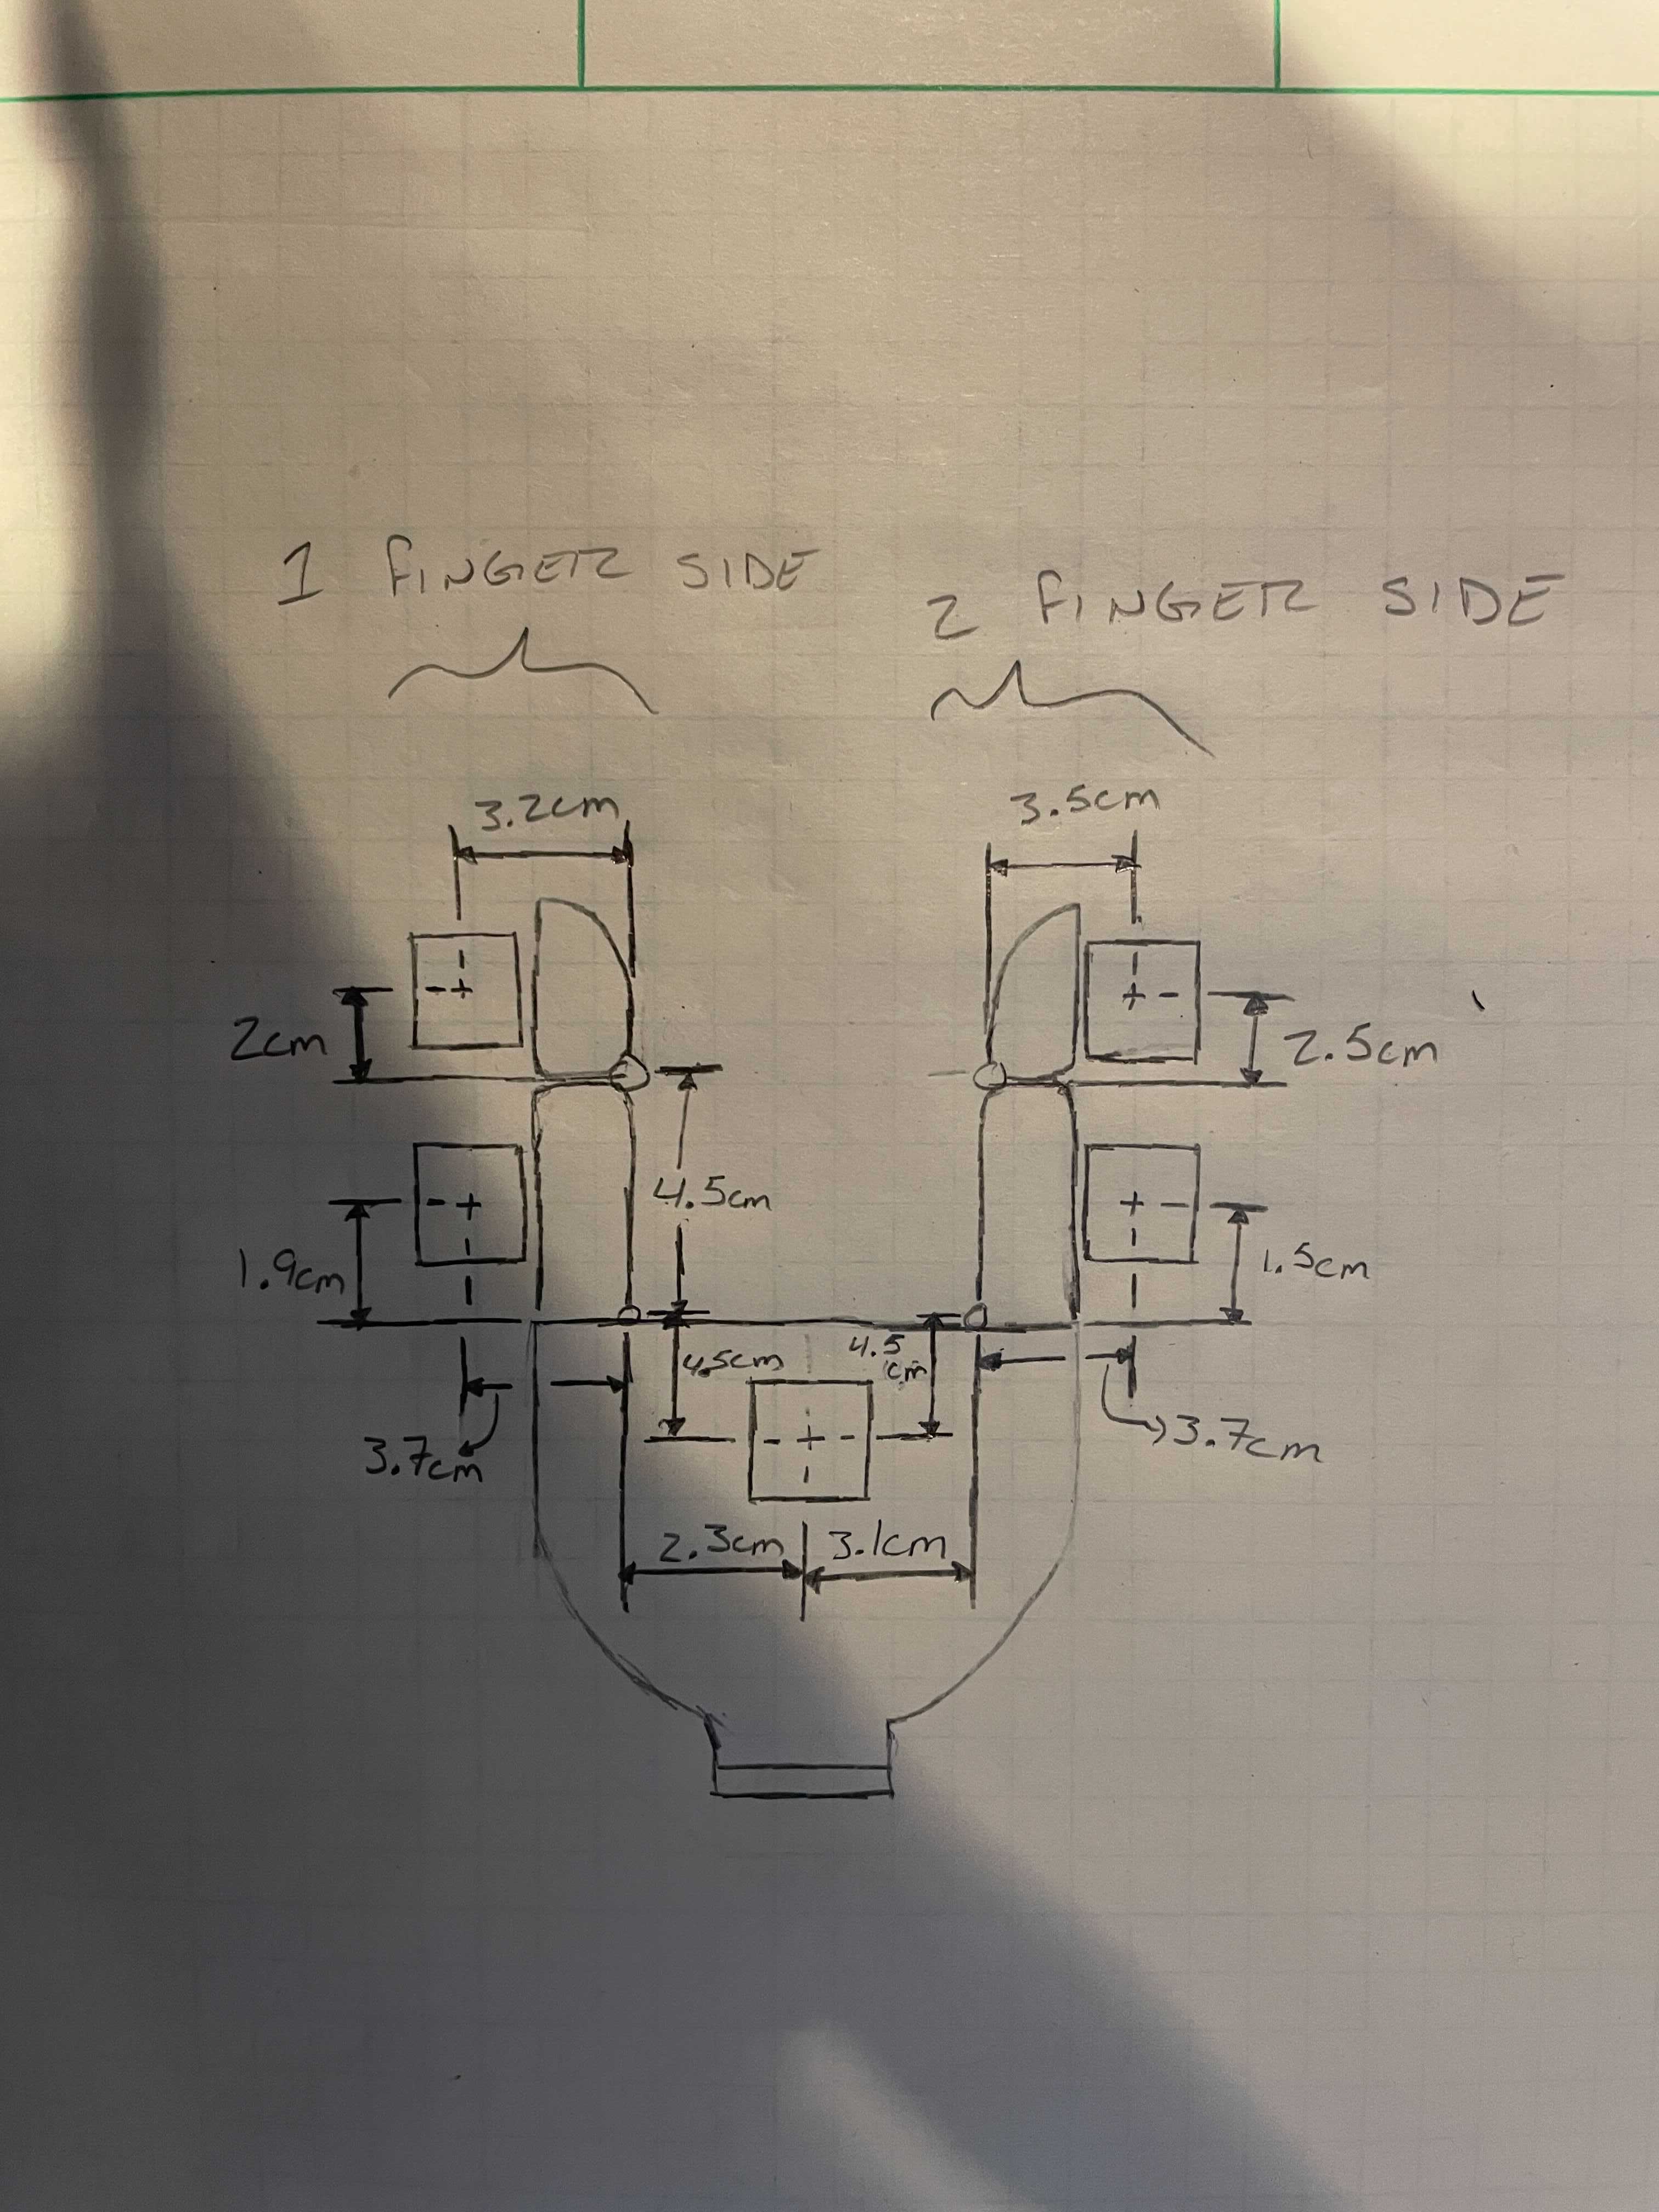 1 FINGER SIDE
2 FINGER SIDE
3.2cm
3.5cm
2cm
2.5cm
4.5cm
1.9cm
1.5cm
4.5cm
4.5
cm
3.7cm
3.7cm
2.3cm
3.1cm